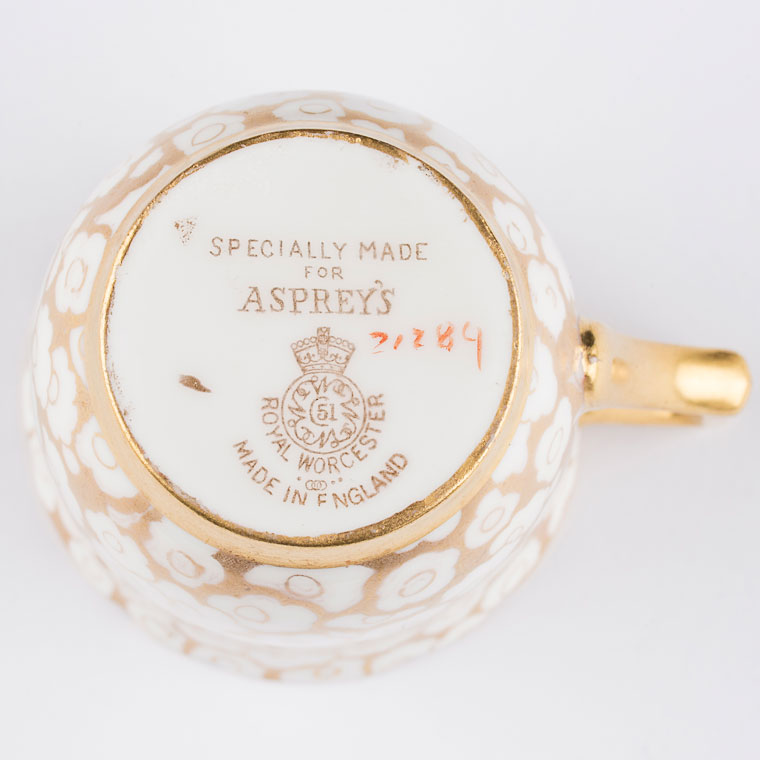 SPECIALLY MADE
FOR
ASPREY'S
21284
51
ROYAL WORCESTER
MADE IN ENGLAND